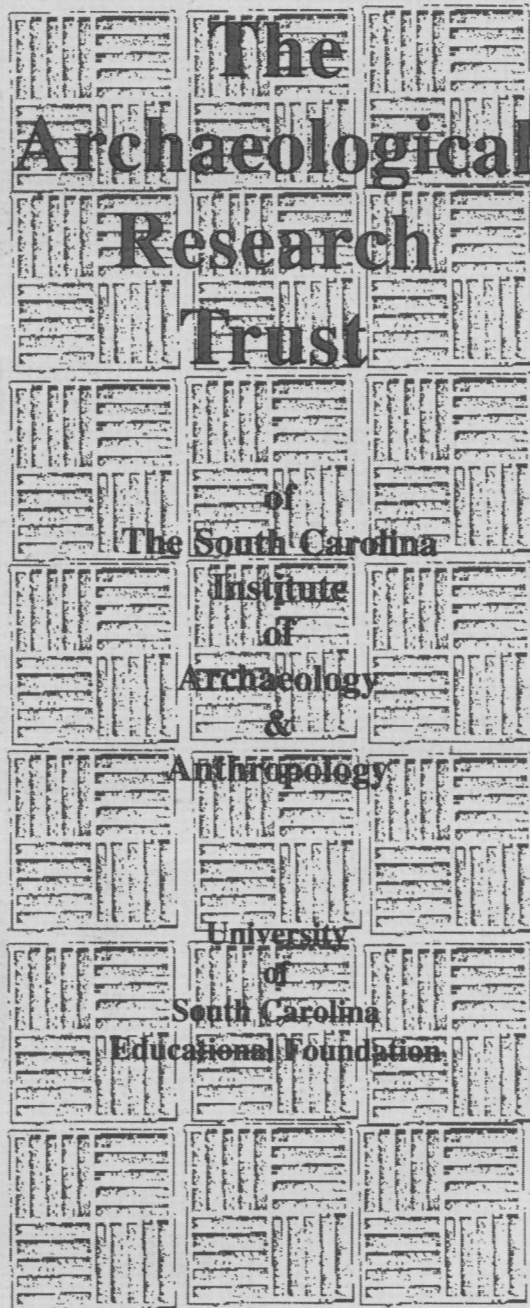 The
Archaeological
Research
Trust
of
The South Carolina
Institute
of
Archaeology
&
Anthropology
University
of
South Carolina
Educational Foundation